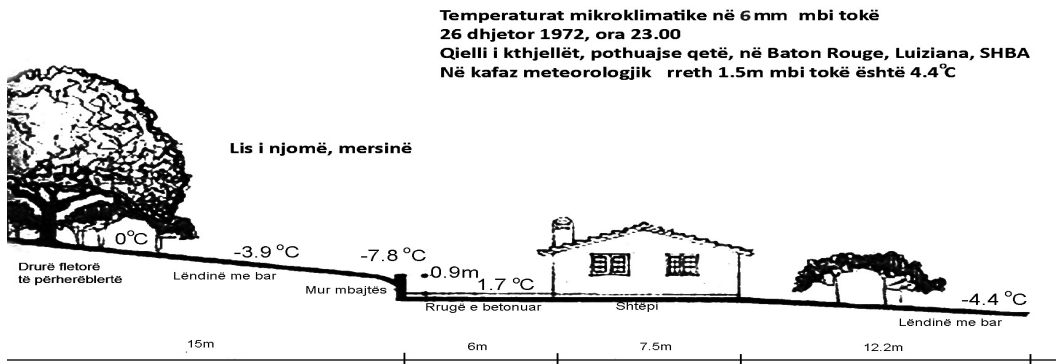 Temperaturat mikroklimatike në 6mm mbi tokë
26 dhjetor 1972, ora 23.00
Qielli i kthjellët, pothuajse qetë, në Baton Rouge, Luiziana, SHBA
Në kafaz meteorologjik rreth 1.5m mbi tokë është 4.4°C
Lis i njomë, mersinë
0°C
-3.9 °C
-7.8 °C
0.9m
1.7 °C
-4.4 °C
Drurë fletorë
të përherëblertë
Lëndinë me bar
Mur mbajtës
Rrugë e betonuar
Shtëpi
Lëndinë me bar
15m
6m
7.5m
12.2m